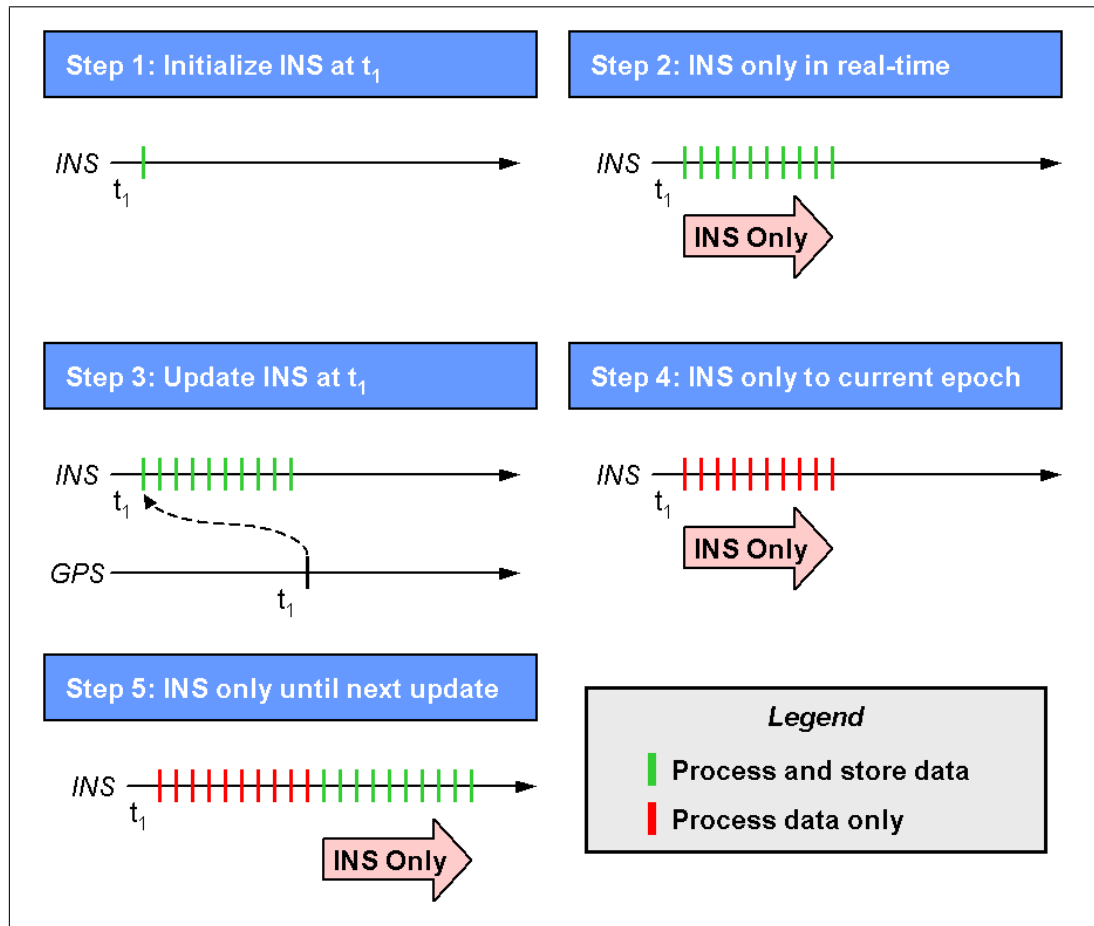 Step 1: Initialize INS at t₁
INS
t₁
Step 2: INS only in real-time
INS
t₁
INS Only
Step 3: Update INS at t₁
INS
t₁
GPS
t₁
Step 4: INS only to current epoch
INS
t₁
INS Only
Step 5: INS only until next update
INS
t₁
INS Only
Legend
Process and store data
Process data only